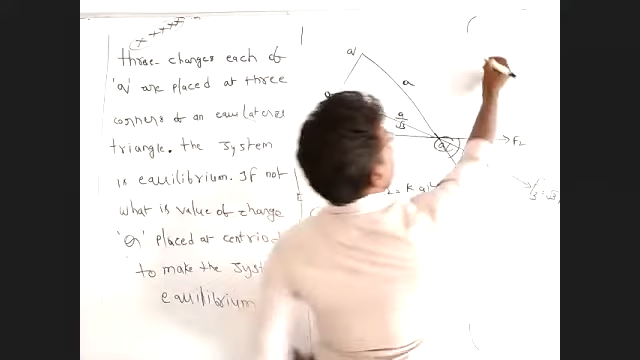 three charges each of
'q' are placed at three
corners of an equilateral
triangle. the system
is equilibrium. If not
what is value of charge
'Q' placed at centriod
to make the
equilibrium
q
a
a
√3
q
F2
= K q